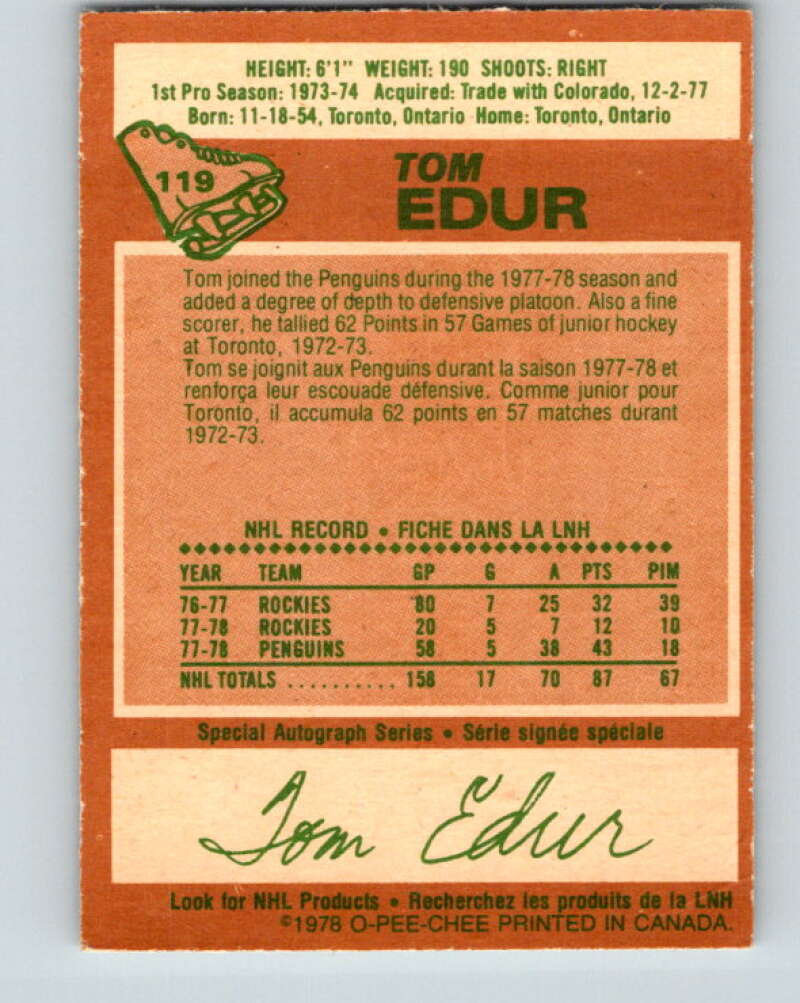 HEIGHT: 6'1" WEIGHT: 190 SHOOTS: RIGHT
1st Pro Season: 1973-74 Acquired: Trade with Colorado, 12-2-77
Born: 11-18-54, Toronto, Ontario Home: Toronto, Ontario
119
TOM
EDUR
Tom joined the Penguins during the 1977-78 season and
added a degree of depth to defensive platoon. Also a fine
scorer, he tallied 62 Points in 57 Games of junior hockey
at Toronto, 1972-73.
Tom se joignit aux Penguins durant la saison 1977-78 et
renforça leur escouade défensive. Comme junior pour
Toronto, il accumula 62 points en 57 matches durant
1972-73.
NHL RECORD • FICHE DANS LA LNH
YEAR TEAM GP G A PTS PIM
76-77 ROCKIES 80 7 25 32 39
77-78 ROCKIES 20 5 7 12 10
77-78 PENGUINS 58 5 38 43 18
NHL TOTALS .......... 158 17 70 87 67
Special Autograph Series • Série signée spéciale
Tom Edur
Look for NHL Products • Recherchez les produits de la LNH
©1978 O-PEE-CHEE PRINTED IN CANADA.